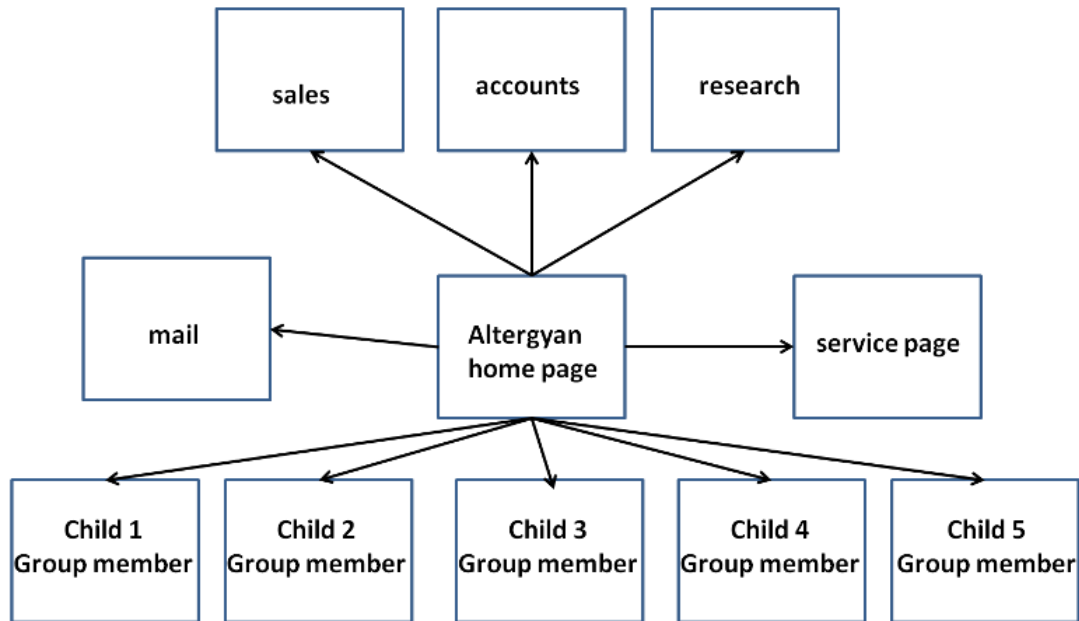 sales
accounts
research
mail
Altergyan
home page
service page
Child 1
Group member
Child 2
Group member
Child 3
Group member
Child 4
Group member
Child 5
Group member